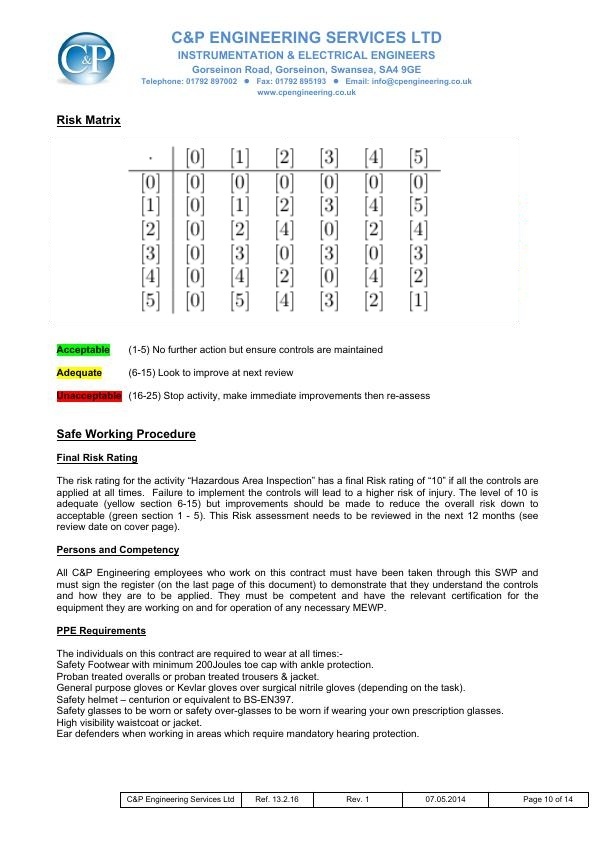 C&P
C&P ENGINEERING SERVICES LTD
INSTRUMENTATION & ELECTRICAL ENGINEERS
Gorseinon Road, Gorseinon, Swansea, SA4 9GE
Telephone: 01792 897002 ● Fax: 01792 895193 ● Email: info@cpengineering.co.uk
www.cpengineering.co.uk
Risk Matrix
· [0] [1] [2] [3] [4] [5]
[0] [0] [0] [0] [0] [0] [0]
[1] [0] [1] [2] [3] [4] [5]
[2] [0] [2] [4] [0] [2] [4]
[3] [0] [3] [0] [3] [0] [3]
[4] [0] [4] [2] [0] [4] [2]
[5] [0] [5] [4] [3] [2] [1]
Acceptable (1-5) No further action but ensure controls are maintained
Adequate (6-15) Look to improve at next review
Unacceptable (16-25) Stop activity, make immediate improvements then re-assess
Safe Working Procedure
Final Risk Rating
The risk rating for the activity “Hazardous Area Inspection” has a final Risk rating of “10” if all the controls are
applied at all times. Failure to implement the controls will lead to a higher risk of injury. The level of 10 is
adequate (yellow section 6-15) but improvements should be made to reduce the overall risk down to
acceptable (green section 1 - 5). This Risk assessment needs to be reviewed in the next 12 months (see
review date on cover page).
Persons and Competency
All C&P Engineering employees who work on this contract must have been taken through this SWP and
must sign the register (on the last page of this document) to demonstrate that they understand the controls
and how they are to be applied. They must be competent and have the relevant certification for the
equipment they are working on and for operation of any necessary MEWP.
PPE Requirements
The individuals on this contract are required to wear at all times:-
Safety Footwear with minimum 200Joules toe cap with ankle protection.
Proban treated overalls or proban treated trousers & jacket.
General purpose gloves or Kevlar gloves over surgical nitrile gloves (depending on the task).
Safety helmet – centurion or equivalent to BS-EN397.
Safety glasses to be worn or safety over-glasses to be worn if wearing your own prescription glasses.
High visibility waistcoat or jacket.
Ear defenders when working in areas which require mandatory hearing protection.
C&P Engineering Services Ltd Ref. 13.2.16 Rev. 1 07.05.2014 Page 10 of 14